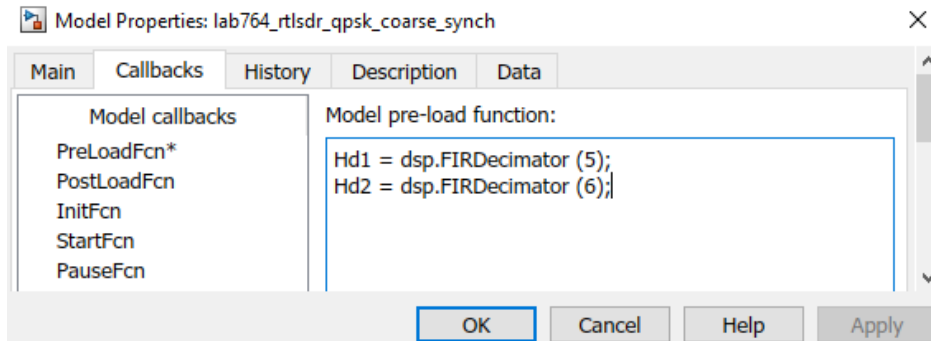 Model Properties: lab764_rtlsdr_qpsk_coarse_synch
Main Callbacks History Description Data
Model callbacks
PreLoadFcn*
PostLoadFcn
InitFcn
StartFcn
PauseFcn
Model pre-load function:
Hd1 = dsp.FIRDecimator (5);
Hd2 = dsp.FIRDecimator (6);
OK Cancel Help Apply